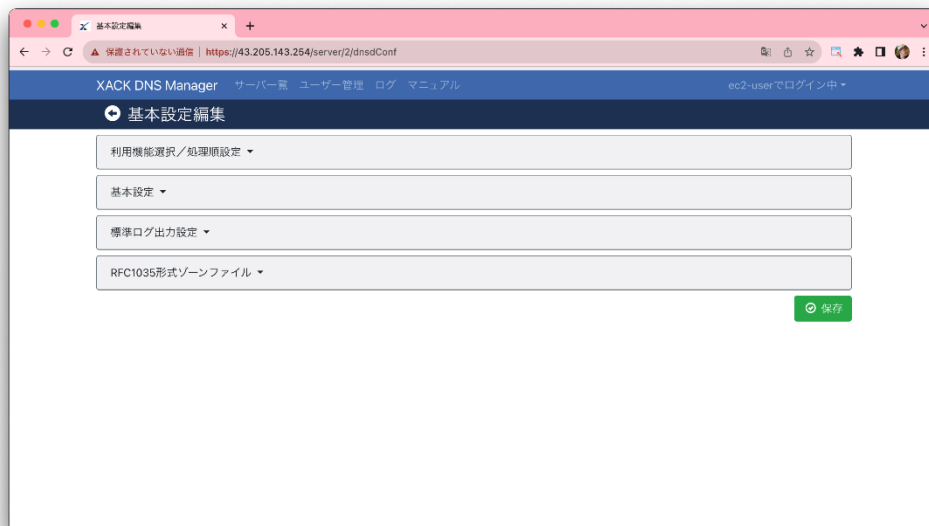 基本設定編集
保護されていない通信 | https://43.205.143.254/server/2/dnsdConf
XACK DNS Manager サーバー覧 ユーザー管理 ログ マニュアル ec2-userでログイン中
基本設定編集
利用機能選択／処理順設定
基本設定
標準ログ出力設定
RFC1035形式ゾーンファイル
保存